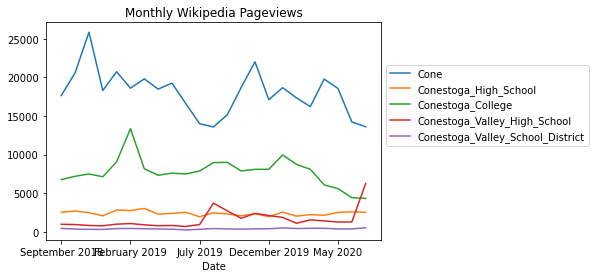 Monthly Wikipedia Pageviews
25000
20000
15000
10000
5000
0
September 2018 February 2019 July 2019 December 2019 May 2020
Date
Cone
Conestoga_High_School
Conestoga_College
Conestoga_Valley_High_School
Conestoga_Valley_School_District